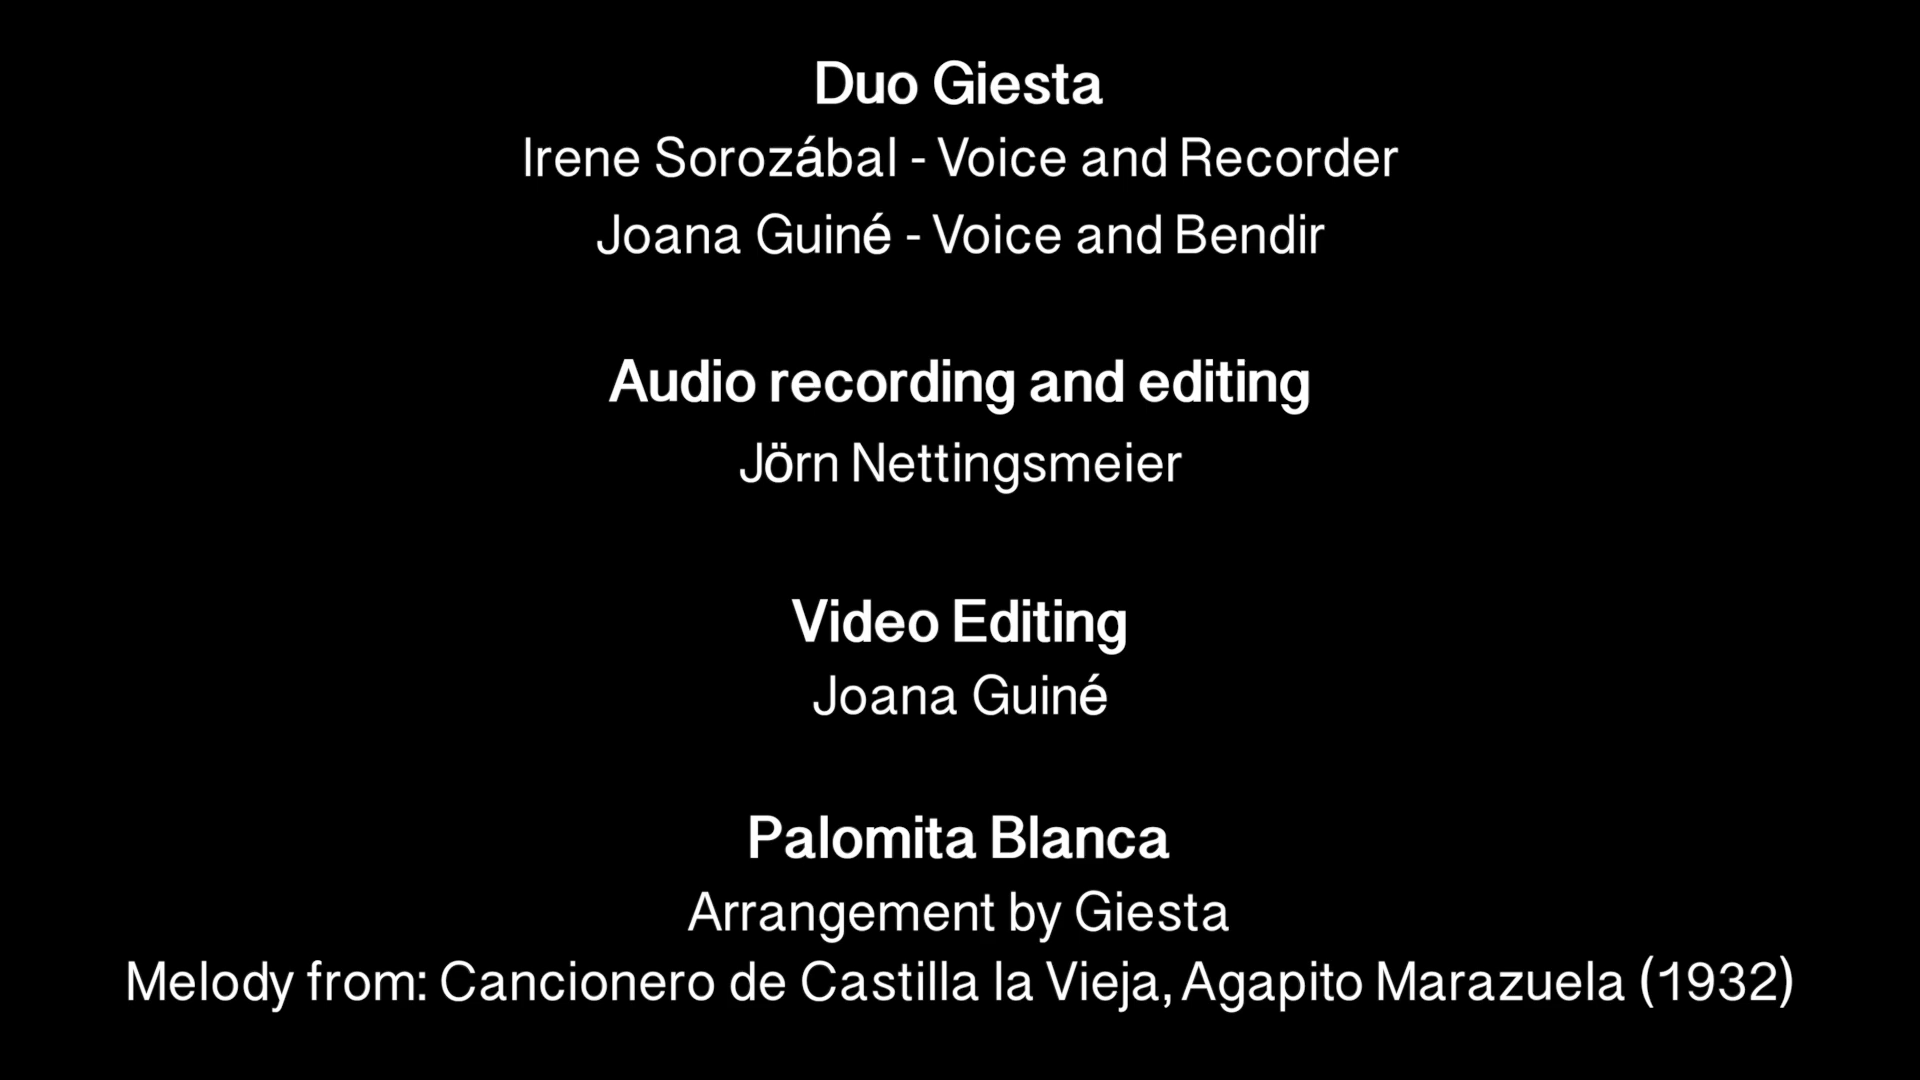 Duo Giesta
Irene Sorozábal - Voice and Recorder
Joana Guiné - Voice and Bendir
Audio recording and editing
Jörn Nettingsmeier
Video Editing
Joana Guiné
Palomita Blanca
Arrangement by Giesta
Melody from: Cancionero de Castilla la Vieja, Agapito Marazuela (1932)